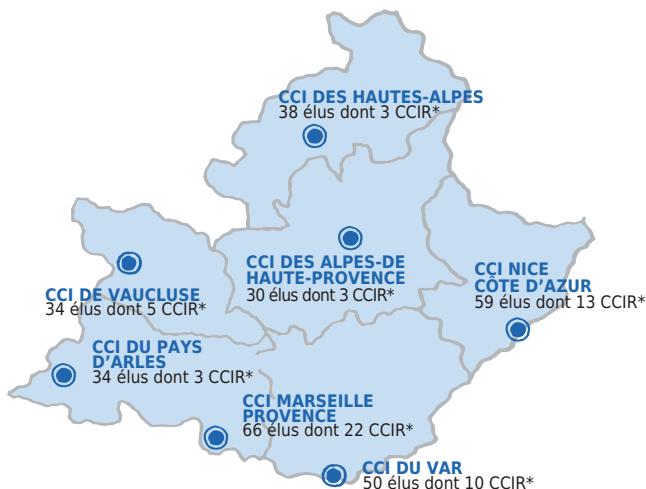 CCI DES HAUTES-ALPES
38 élus dont 3 CCIR*
CCI DES ALPES-DE
HAUTE-PROVENCE
30 élus dont 3 CCIR*
CCI NICE
CÔTE D'AZUR
59 élus dont 13 CCIR*
CCI DE VAUCLUSE
34 élus dont 5 CCIR*
CCI DU PAYS
D'ARLES
34 élus dont 3 CCIR*
CCI MARSEILLE
PROVENCE
66 élus dont 22 CCIR*
CCI DU VAR
50 élus dont 10 CCIR*